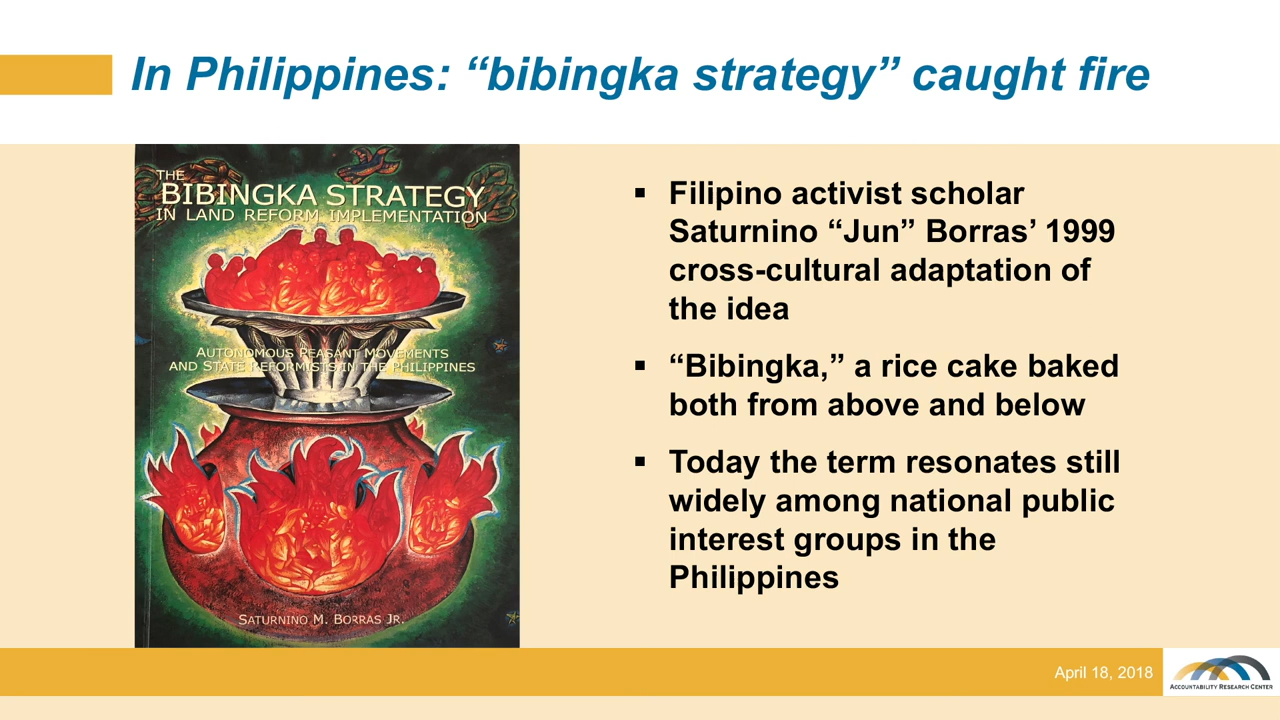 In Philippines: “bibingka strategy” caught fire
THE
BIBINGKA STRATEGY
IN LAND REFORM IMPLEMENTATION
AUTONOMOUS PEASANT MOVEMENTS
AND STATE REFORMISTS IN THE PHILIPPINES
SATURNINO M. BORRAS JR.
▪ Filipino activist scholar
Saturnino “Jun” Borras’ 1999
cross-cultural adaptation of
the idea
▪ “Bibingka,” a rice cake baked
both from above and below
▪ Today the term resonates still
widely among national public
interest groups in the
Philippines
April 18, 2018
ACCOUNTABILITY RESEARCH CENTER